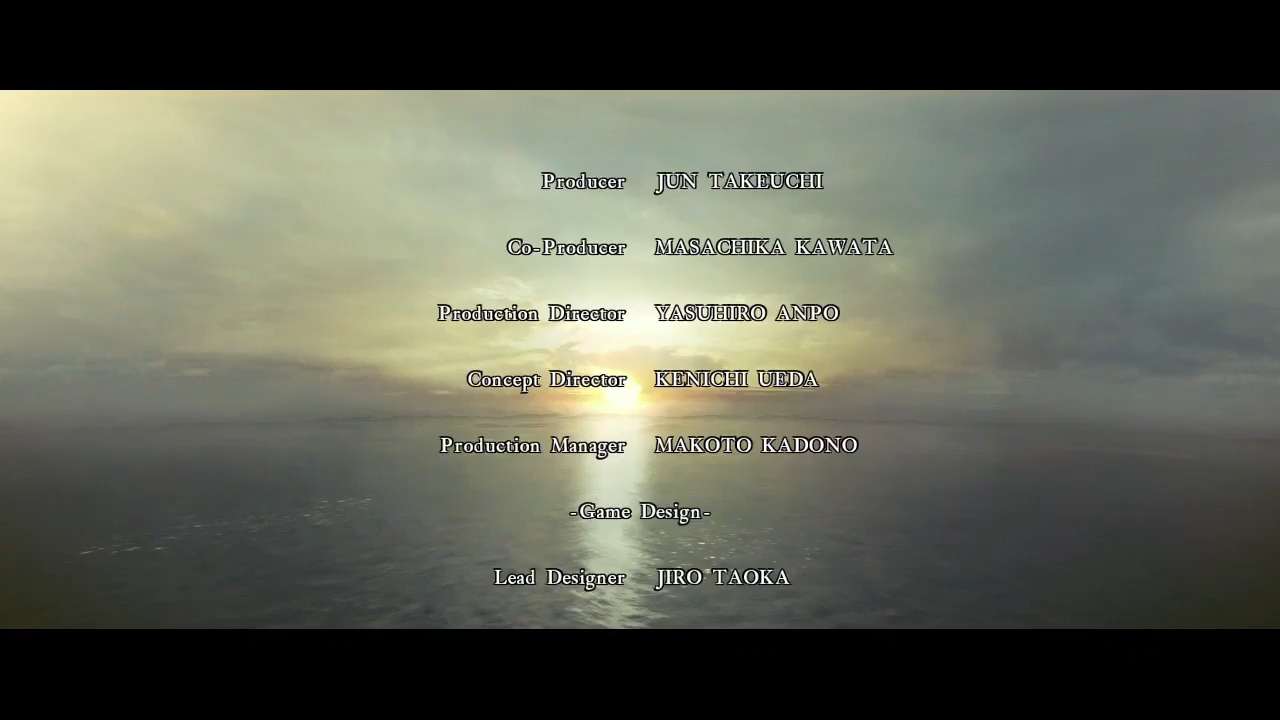 Producer JUN TAKEUCHI
Co-Producer MASACHIKA KAWATA
Production Director YASUHIRO ANPO
Concept Director KENICHI UEDA
Production Manager MAKOTO KADONO
-Game Design-
Lead Designer JIRO TAOKA